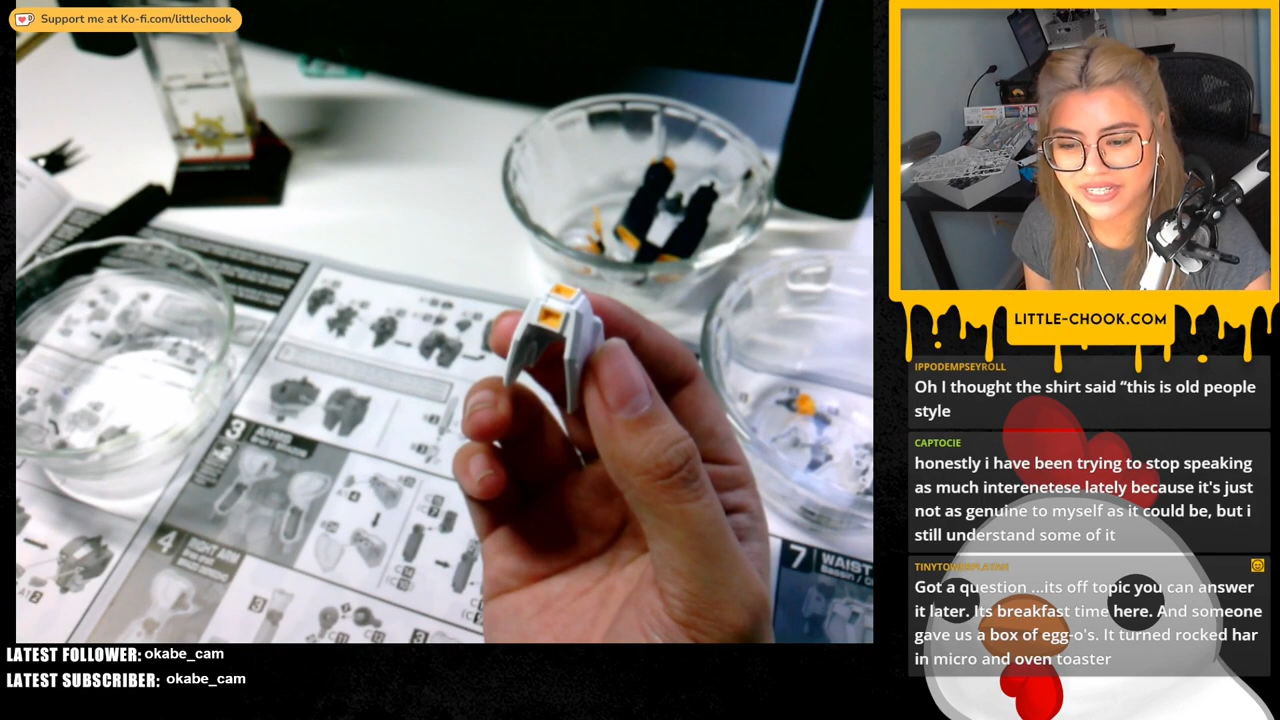 Support me at Ko-fi.com/littlechook
3
4
RIGHT ARM
3
7
WAIST
LITTLE-CHOOK.COM
IPPODEMPSEYROLL
Oh I thought the shirt said “this is old people
style
CAPTOCIE
honestly i have been trying to stop speaking
as much interenetese lately because it's just
not as genuine to myself as it could be, but i
still understand some of it
Got a question ...its off topic you can answer
it later. Its breakfast time here. And someone
gave us a box of egg-o's. It turned rocked har
in micro and oven toaster
LATEST FOLLOWER: okabe_cam
LATEST SUBSCRIBER: okabe_cam